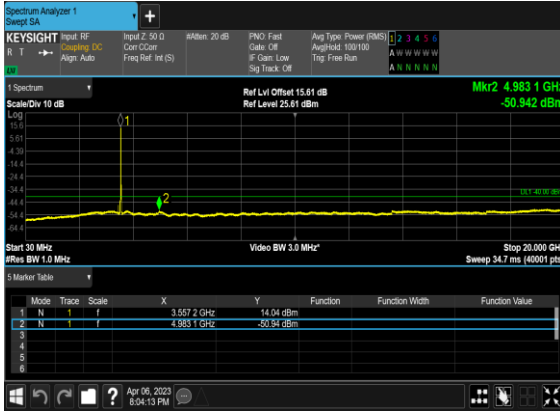 Spectrum Analyzer 1
Swept SA
+
KEYSIGHT Input: RF Input Z: 50 Ω #Atten: 20 dB PNO: Fast Avg Type: Power (RMS) 1 2 3 4 5 6
R T Coupling: DC Corr CCorr Gate: Off Avg|Hold: 100/100 A W W W W W
Align: Auto Freq Ref: Int (S) IF Gain: Low Trig: Free Run
Sig Track: Off A N N N N N
1 Spectrum Ref Lvl Offset 15.61 dB Mkr2 4.983 1 GHz
Scale/Div 10 dB Ref Level 25.61 dBm -50.942 dBm
Log
15.6
5.61
-4.39
-14.4
-24.4
-34.4
-44.4
-54.4
1
2
DL1 -40.00 dBm
Start 30 MHz Video BW 3.0 MHz* Stop 20.000 GH
#Res BW 1.0 MHz Sweep 34.7 ms (40001 pts
5 Marker Table
Mode Trace Scale X Y Function Function Width Function Value
1 N 1 f 3.557 2 GHz 14.04 dBm
2 N 1 f 4.983 1 GHz -50.94 dBm
3
4
5
6
? Apr 06, 2023
8:04:13 PM